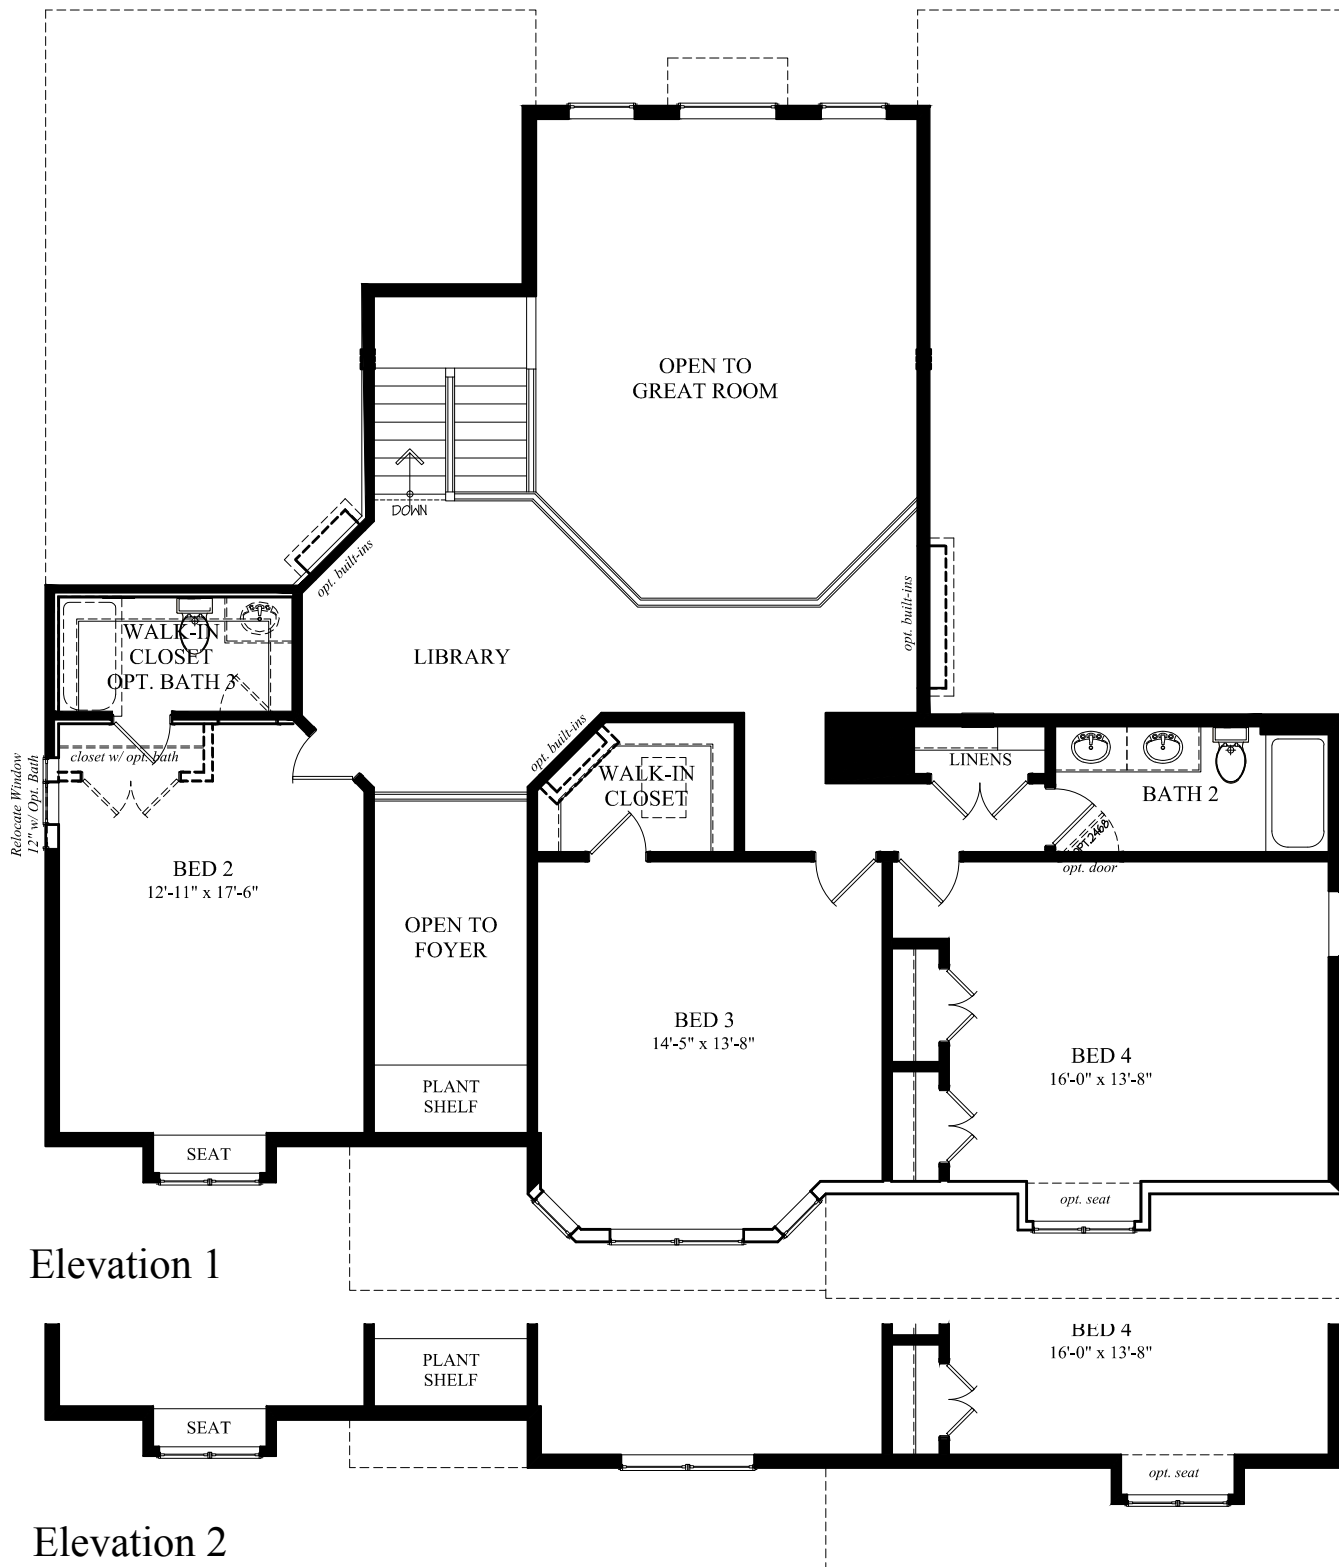 OPEN TO
GREAT ROOM
DOWN
opt. built-ins
opt. built-ins
LIBRARY
WALK-IN
CLOSET
OPT. BATH 3
closet w/ opt. bath
Relocate Window
12" w/ Opt. Bath
opt. built-ins
WALK-IN
CLOSET
LINENS
BATH 2
OPT.2468
opt. door
BED 2
12'-11" x 17'-6"
OPEN TO
FOYER
BED 3
14'-5" x 13'-8"
BED 4
16'-0" x 13'-8"
PLANT
SHELF
SEAT
opt. seat
Elevation 1
BED 4
16'-0" x 13'-8"
PLANT
SHELF
SEAT
opt. seat
Elevation 2